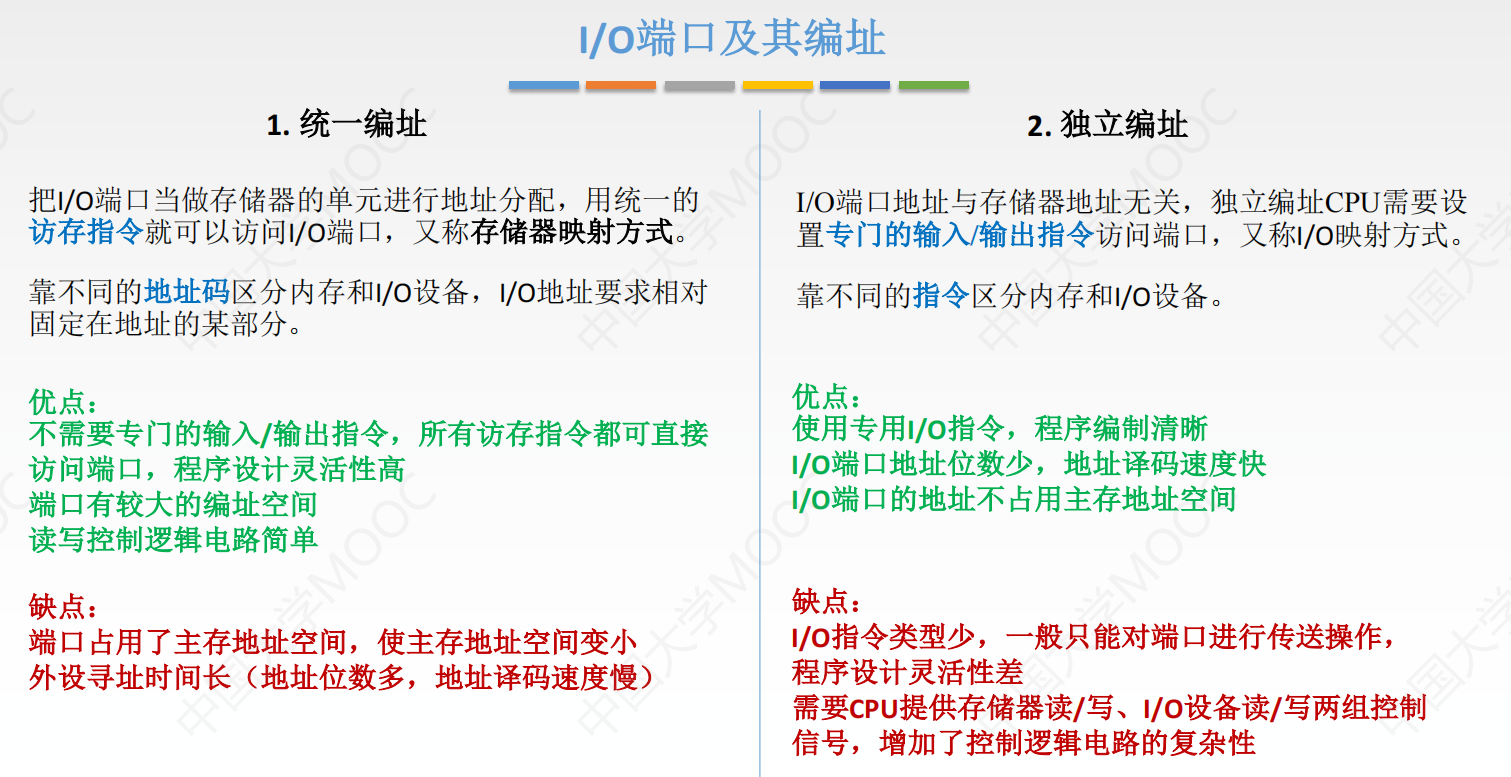 I/O端口及其编址
1. 统一编址
把I/O端口当做存储器的单元进行地址分配，用统一的
访存指令就可以访问I/O端口，又称存储器映射方式。
靠不同的地址码区分内存和I/O设备，I/O地址要求相对
固定在地址的某部分。
优点：
不需要专门的输入/输出指令，所有访存指令都可直接
访问端口，程序设计灵活性高
端口有较大的编址空间
读写控制逻辑电路简单
缺点：
端口占用了主存地址空间，使主存地址空间变小
外设寻址时间长（地址位数多，地址译码速度慢）
2. 独立编址
I/O端口地址与存储器地址无关，独立编址CPU需要设
置专门的输入/输出指令访问端口，又称I/O映射方式。
靠不同的指令区分内存和I/O设备。
优点：
使用专用I/O指令，程序编制清晰
I/O端口地址位数少，地址译码速度快
I/O端口的地址不占用主存地址空间
缺点：
I/O指令类型少，一般只能对端口进行传送操作，
程序设计灵活性差
需要CPU提供存储器读/写、I/O设备读/写两组控制
信号，增加了控制逻辑电路的复杂性
中国大学MOOC